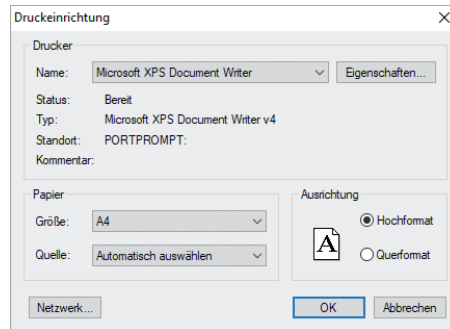 Druckeinrichtung
Drucker
Name: Microsoft XPS Document Writer Eigenschaften...
Status: Bereit
Typ: Microsoft XPS Document Writer v4
Standort: PORTPROMPT:
Kommentar:
Papier
Größe: A4
Quelle: Automatisch auswählen
Ausrichtung
A
Hochformat
Querformat
Netzwerk... OK Abbrechen